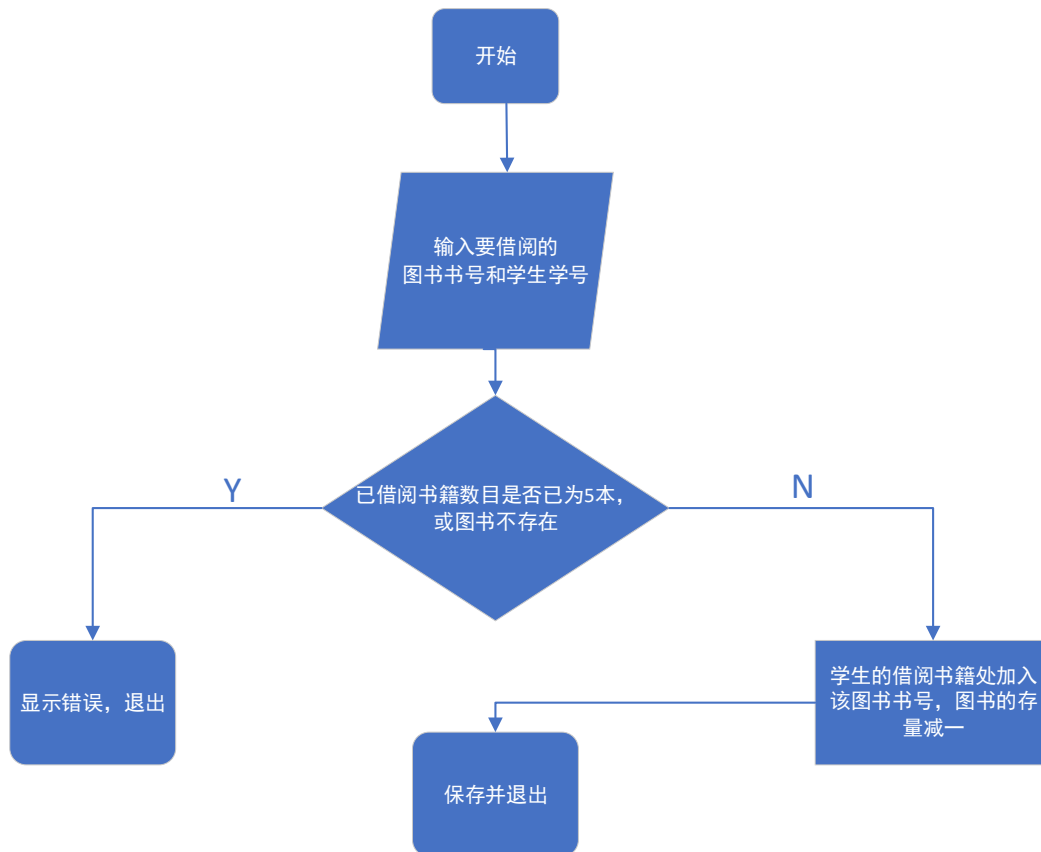 开始
输入要借阅的
图书书号和学生学号
已借阅书籍数目是否已为5本，
或图书不存在
Y
N
显示错误，退出
学生的借阅书籍处加入
该图书书号，图书的存
量减一
保存并退出